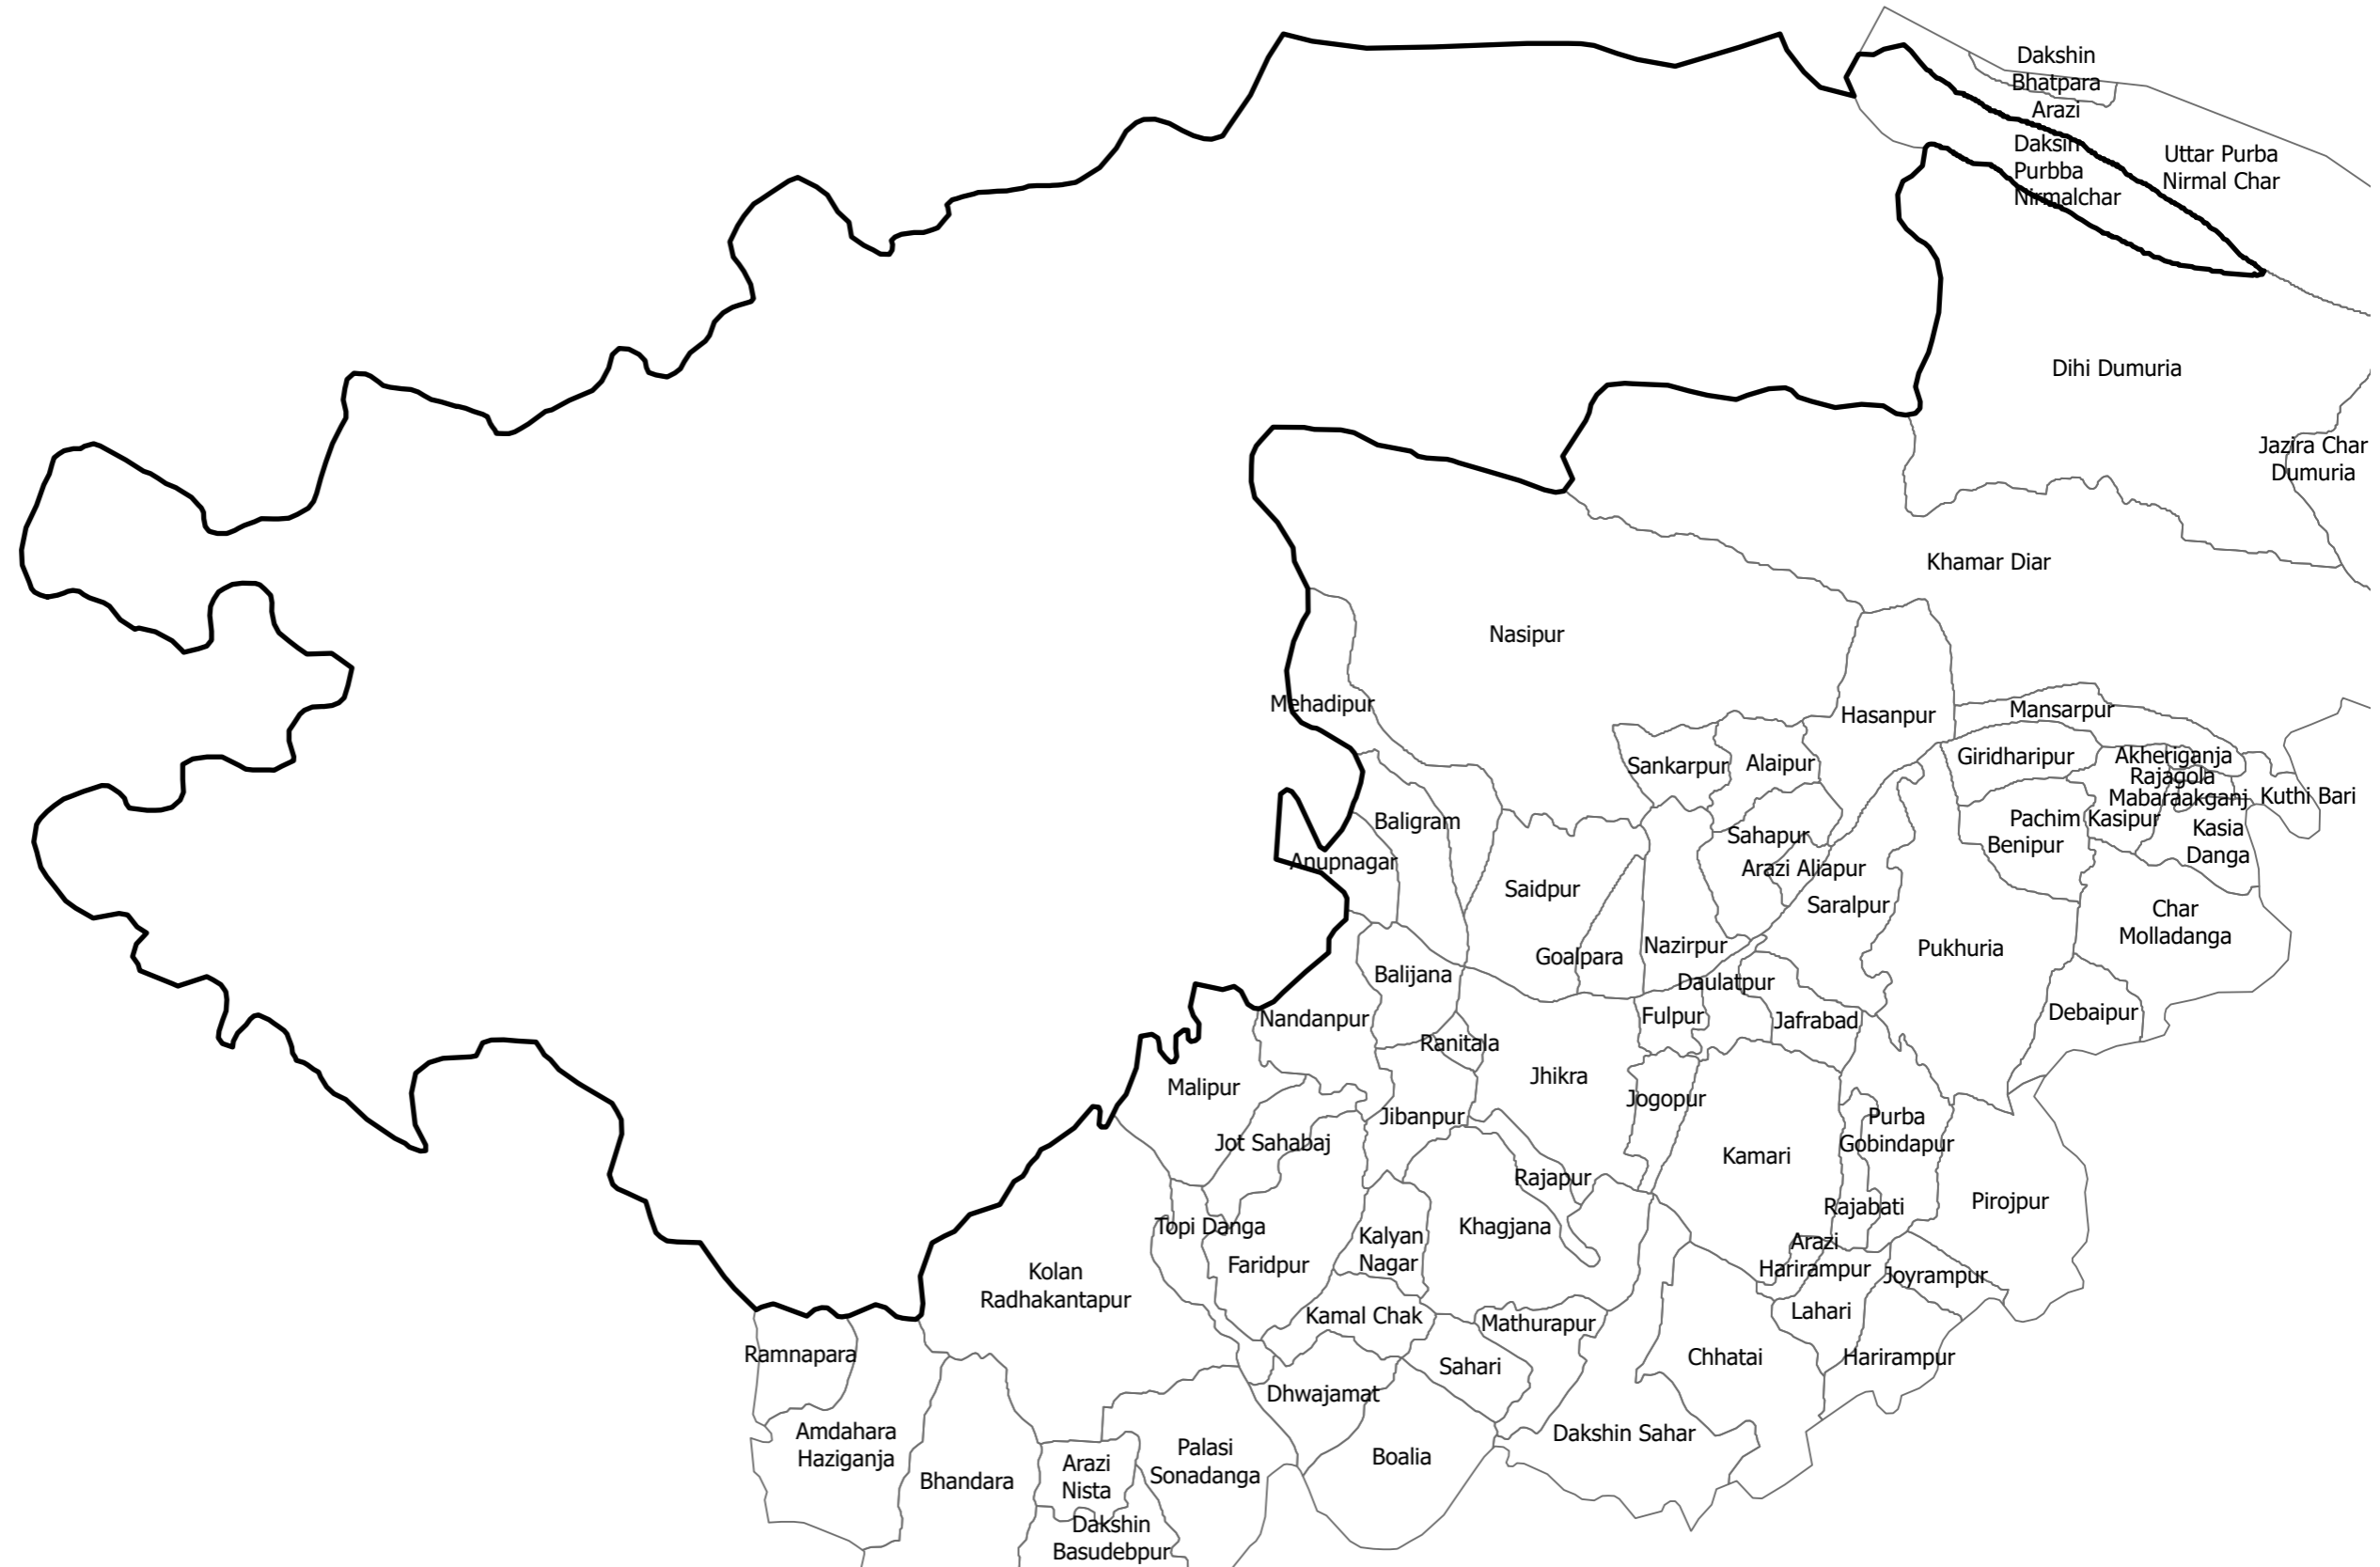 Dakshin
Bhatpara
Arazi
Daksin
Purbba
Nirmalchar
Uttar Purba
Nirmal Char
Dihi Dumuria
Jazira Char
Dumuria
Khamar Diar
Nasipur
Mehadipur
Hasanpur
Mansarpur
Sankarpur
Alaipur
Giridharipur
Akheriganja
Rajagola
Mabaraakganj
Kuthi Bari
Baligram
Sahapur
Pachim
Benipur
Kasipur
Kasia
Danga
Anupnagar
Arazi Aliapur
Saidpur
Saralpur
Char
Molladanga
Goalpara
Nazirpur
Pukhuria
Balijana
Daulatpur
Nandanpur
Fulpur
Jafrabad
Debaipur
Ranitala
Malipur
Jhikra
Jogopur
Jibanpur
Purba
Gobindapur
Jot Sahabaj
Kamari
Rajapur
Rajabati
Pirojpur
Topi Danga
Khagjana
Kalyan
Nagar
Arazi
Harirampur
Faridpur
Kolan
Radhakantapur
Joyrampur
Kamal Chak
Mathurapur
Lahari
Ramnapara
Sahari
Chhatai
Harirampur
Dhwajamat
Amdahara
Haziganja
Dakshin Sahar
Palasi
Sonadanga
Boalia
Arazi
Nista
Bhandara
Dakshin
Basudebpur